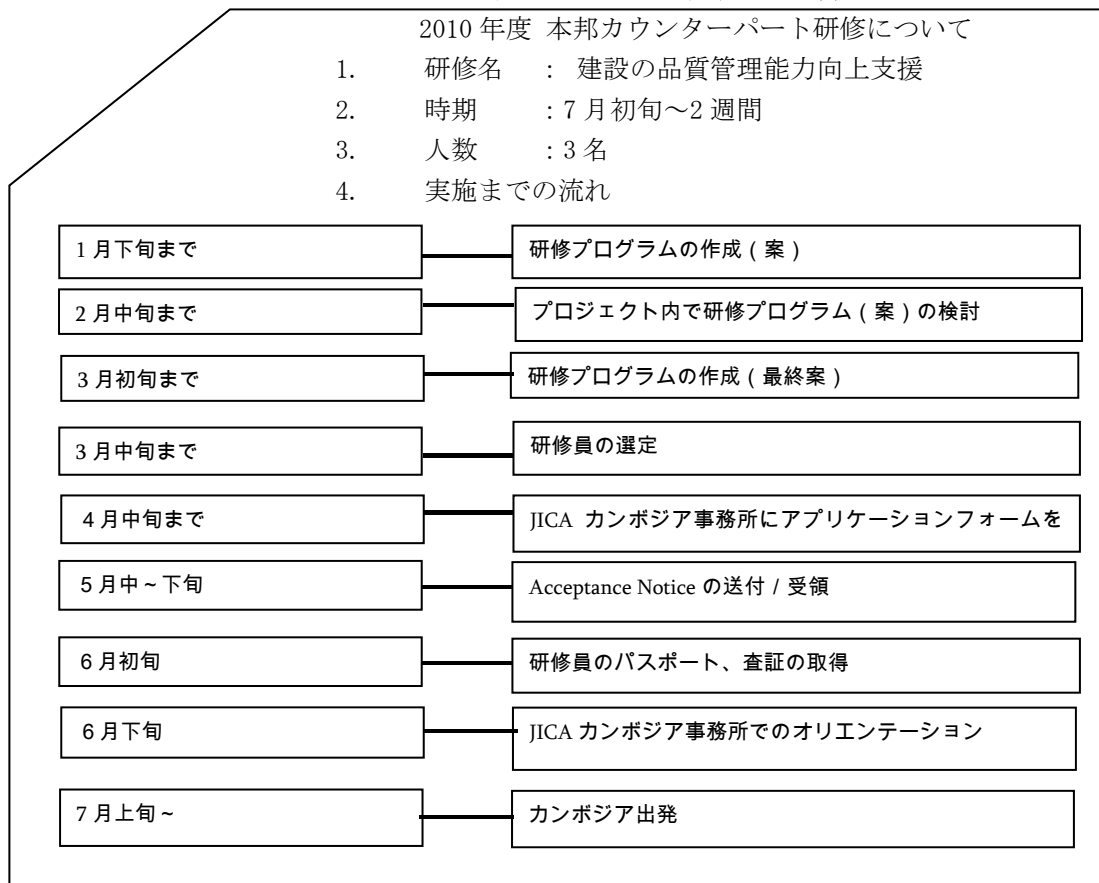 2010 年度 本邦カウンターパート研修について
1. 研修名 : 建設の品質管理能力向上支援
2. 時期 : 7 月初旬～2 週間
3. 人数 : 3 名
4. 実施までの流れ
1 月下旬まで 研修プログラムの作成（案）
2 月中旬まで プロジェクト内で研修プログラム（案）の検討
3 月初旬まで 研修プログラムの作成（最終案）
3 月中旬まで 研修員の選定
４月中旬まで JICA カンボジア事務所にアプリケーションフォームを
５月中～下旬 Acceptance Notice の送付／受領
６月初旬 研修員のパスポート、査証の取得
６月下旬 JICA カンボジア事務所でのオリエンテーション
7 月上旬～ カンボジア出発